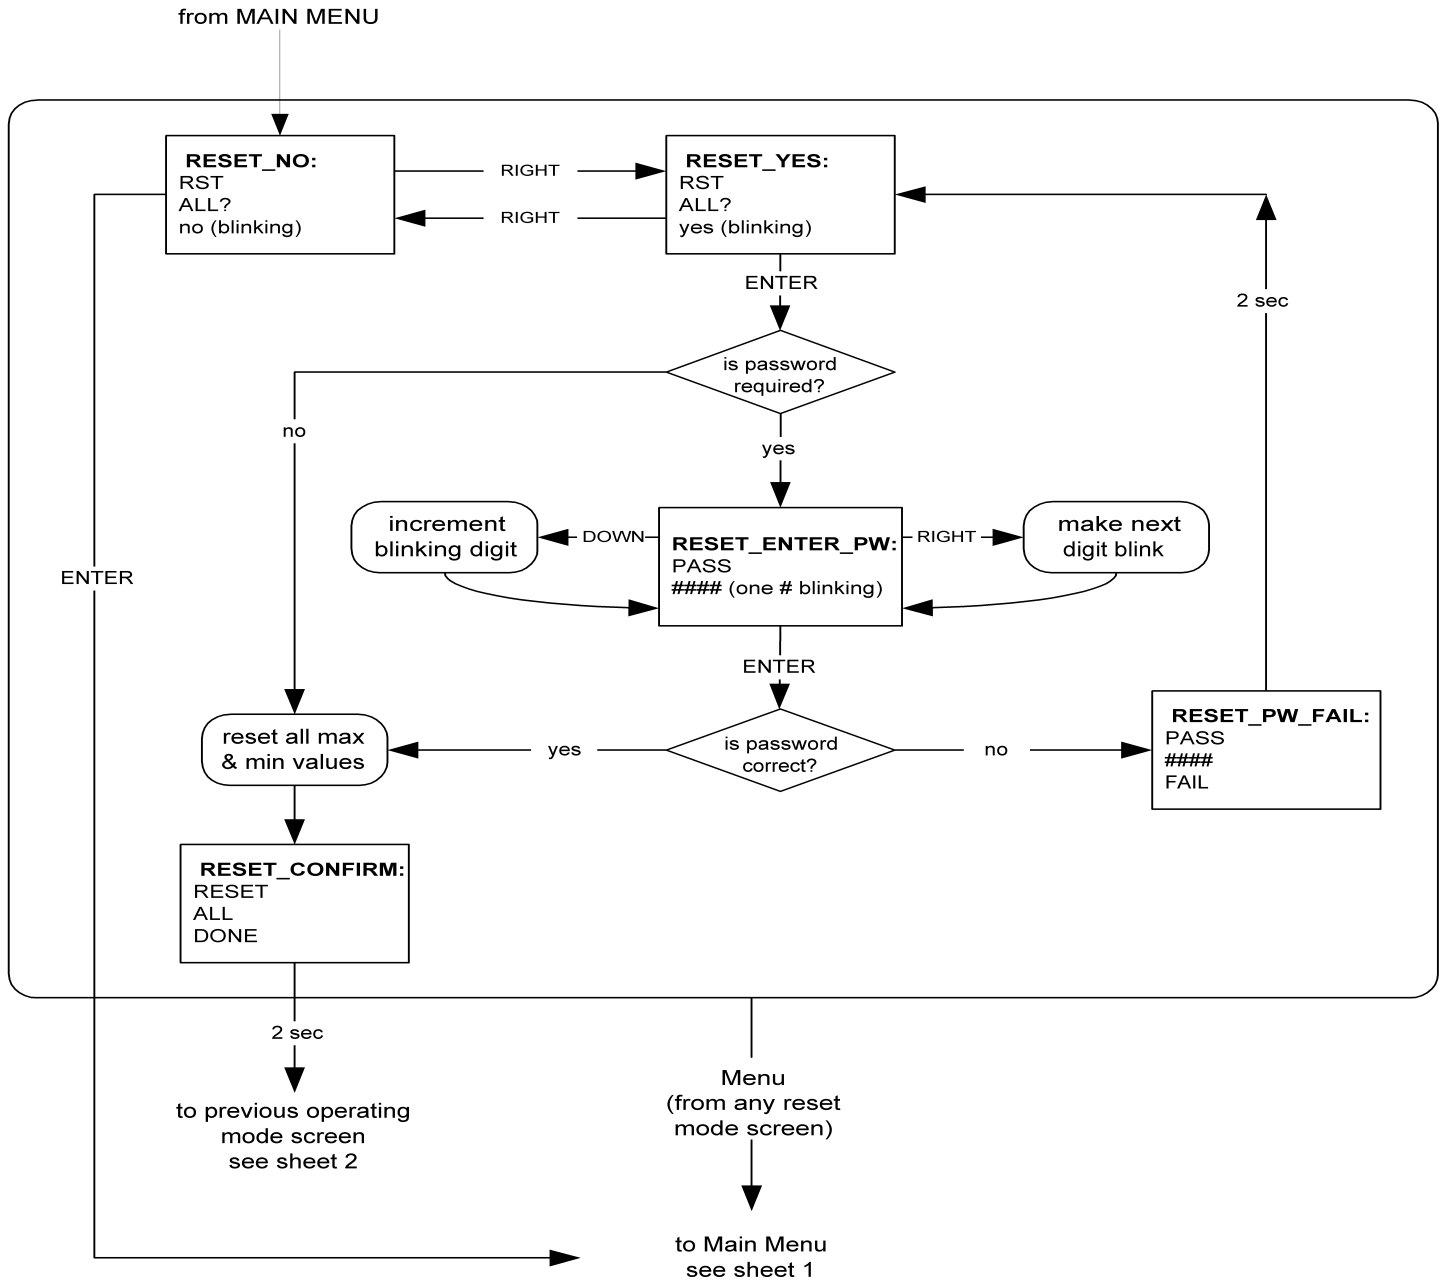 from MAIN MENU
RESET_NO:
RST
ALL?
no (blinking)
RIGHT
RIGHT
RESET_YES:
RST
ALL?
yes (blinking)
ENTER
2 sec
is password
required?
no
yes
increment
blinking digit
DOWN
RESET_ENTER_PW:
PASS
#### (one # blinking)
RIGHT
make next
digit blink
ENTER
ENTER
reset all max
& min values
yes
is password
correct?
no
RESET_PW_FAIL:
PASS
####
FAIL
RESET_CONFIRM:
RESET
ALL
DONE
2 sec
to previous operating
mode screen
see sheet 2
Menu
(from any reset
mode screen)
to Main Menu
see sheet 1